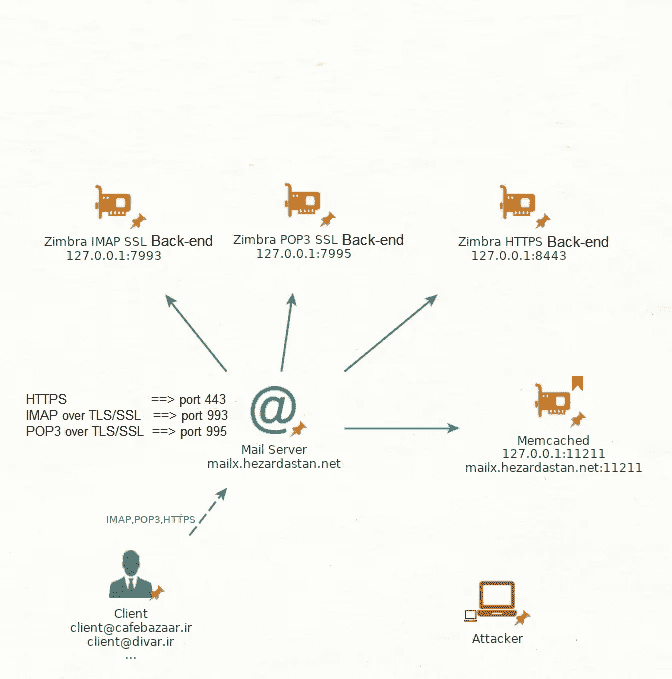 Zimbra IMAP SSL Back-end
127.0.0.1:7993
Zimbra POP3 SSL Back-end
127.0.0.1:7995
Zimbra HTTPS Back-end
127.0.0.1:8443
HTTPS ==> port 443
IMAP over TLS/SSL ==> port 993
POP3 over TLS/SSL ==> port 995
@
Mail Server
mailx.hezardastan.net
Memcached
127.0.0.1:11211
mailx.hezardastan.net:11211
IMAP,POP3,HTTPS
Client
client@cafebazaar.ir
client@divar.ir
...
Attacker